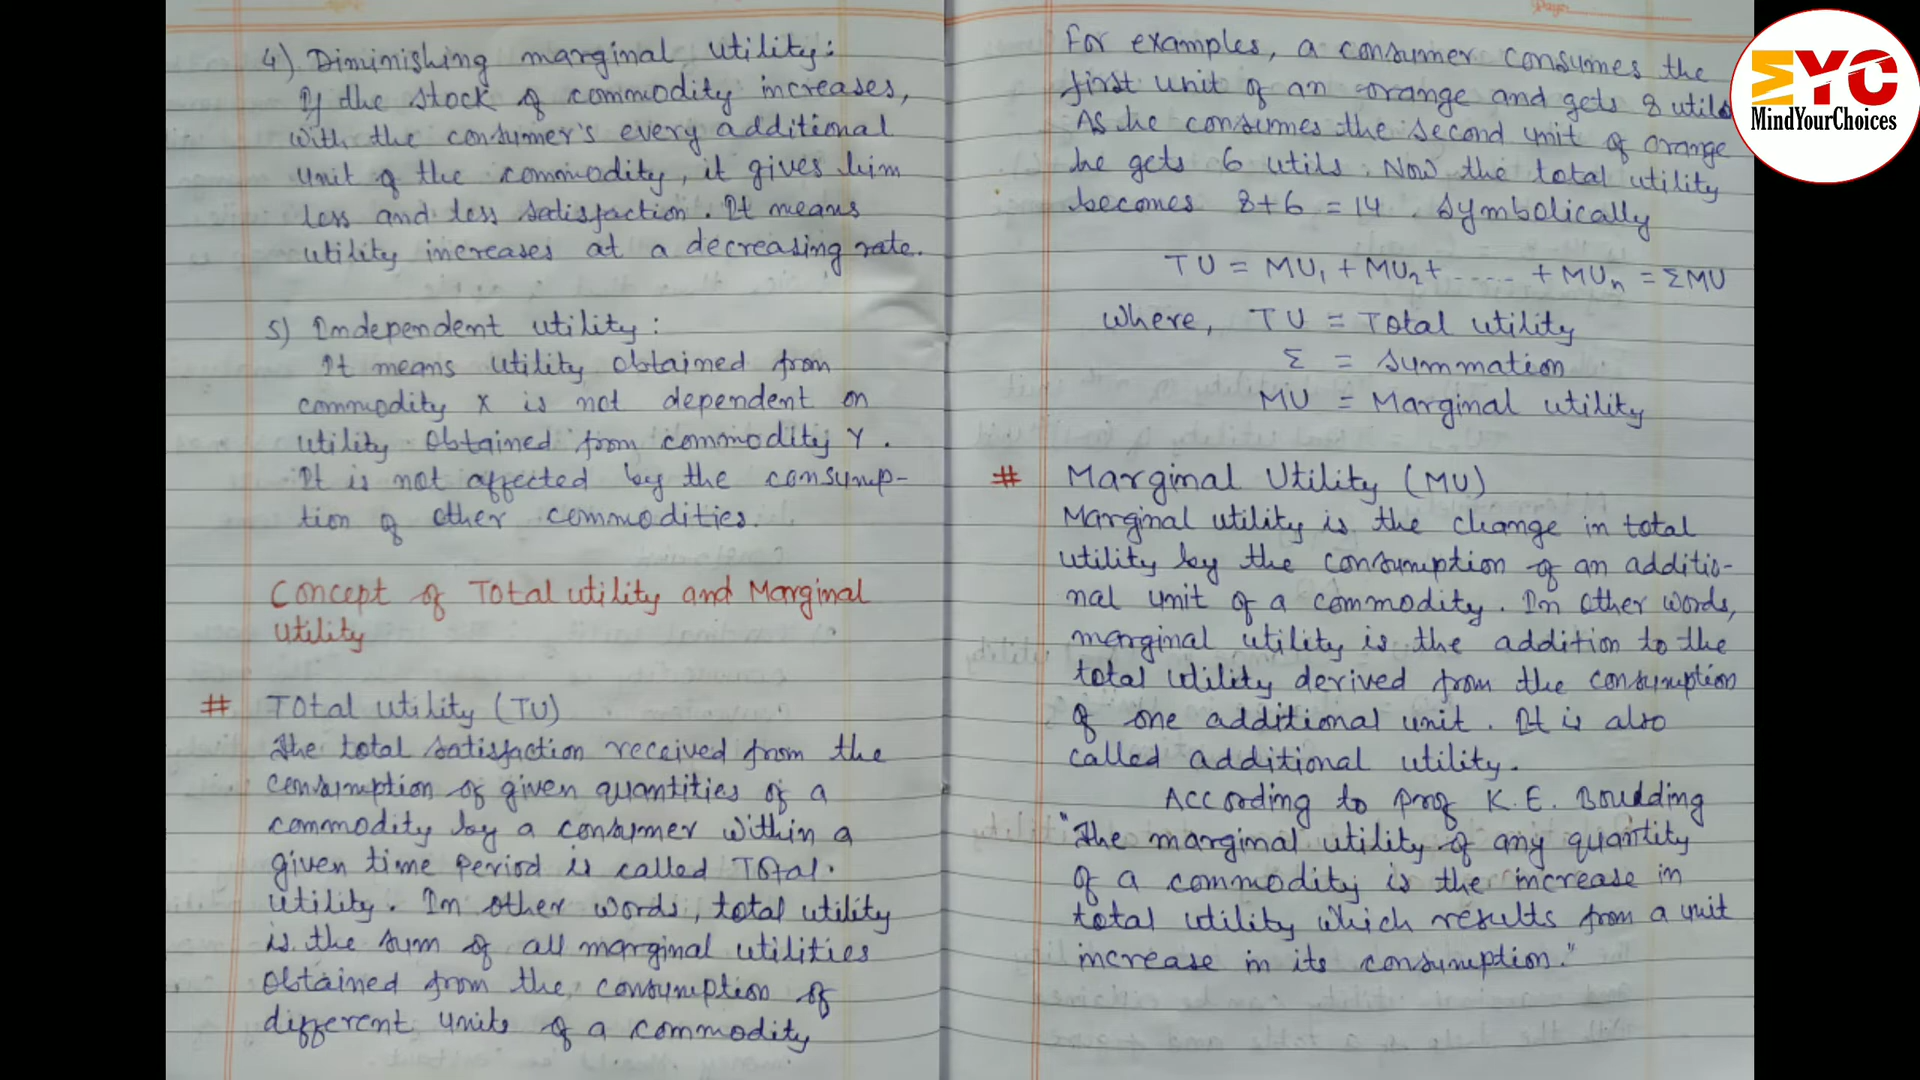 4) Diminishing marginal utility:
If the stock of commodity increases,
with the consumer's every additional
unit of the commodity, it gives him
less and less satisfaction. It means
utility increases at a decreasing rate.
5) Independent utility:
It means utility obtained from
commodity X is not dependent on
utility obtained from commodity Y.
It is not affected by the consump-
tion of other commodities.
Concept of Total utility and Marginal
utility
# Total utility (TU)
The total satisfaction received from the
consumption of given quantities of a
commodity by a consumer within a
given time period is called Total.
utility. In other words, total utility
is the sum of all marginal utilities
obtained from the consumption of
different units of a commodity
For examples, a consumer consumes the
first unit of an orange and gets 8 utils
As he consumes the second unit of orange
he gets 6 utils. Now the total utility
becomes 8+6 = 14. Symbolically
TU = MU₁ + MU₂ + ...... + MUₙ = ΣMU
where, TU = Total utility
Σ = Summation
MU = Marginal utility
# Marginal Utility (MU)
Marginal utility is the change in total
utility by the consumption of an additio-
nal unit of a commodity. In other words,
marginal utility is the addition to the
total utility derived from the consumption
of one additional unit. It is also
called additional utility.
According to prof K.E. Boudding
"The marginal utility of any quantity
of a commodity is the increase in
total utility which results from a unit
increase in its consumption."
MYC
MindYourChoices